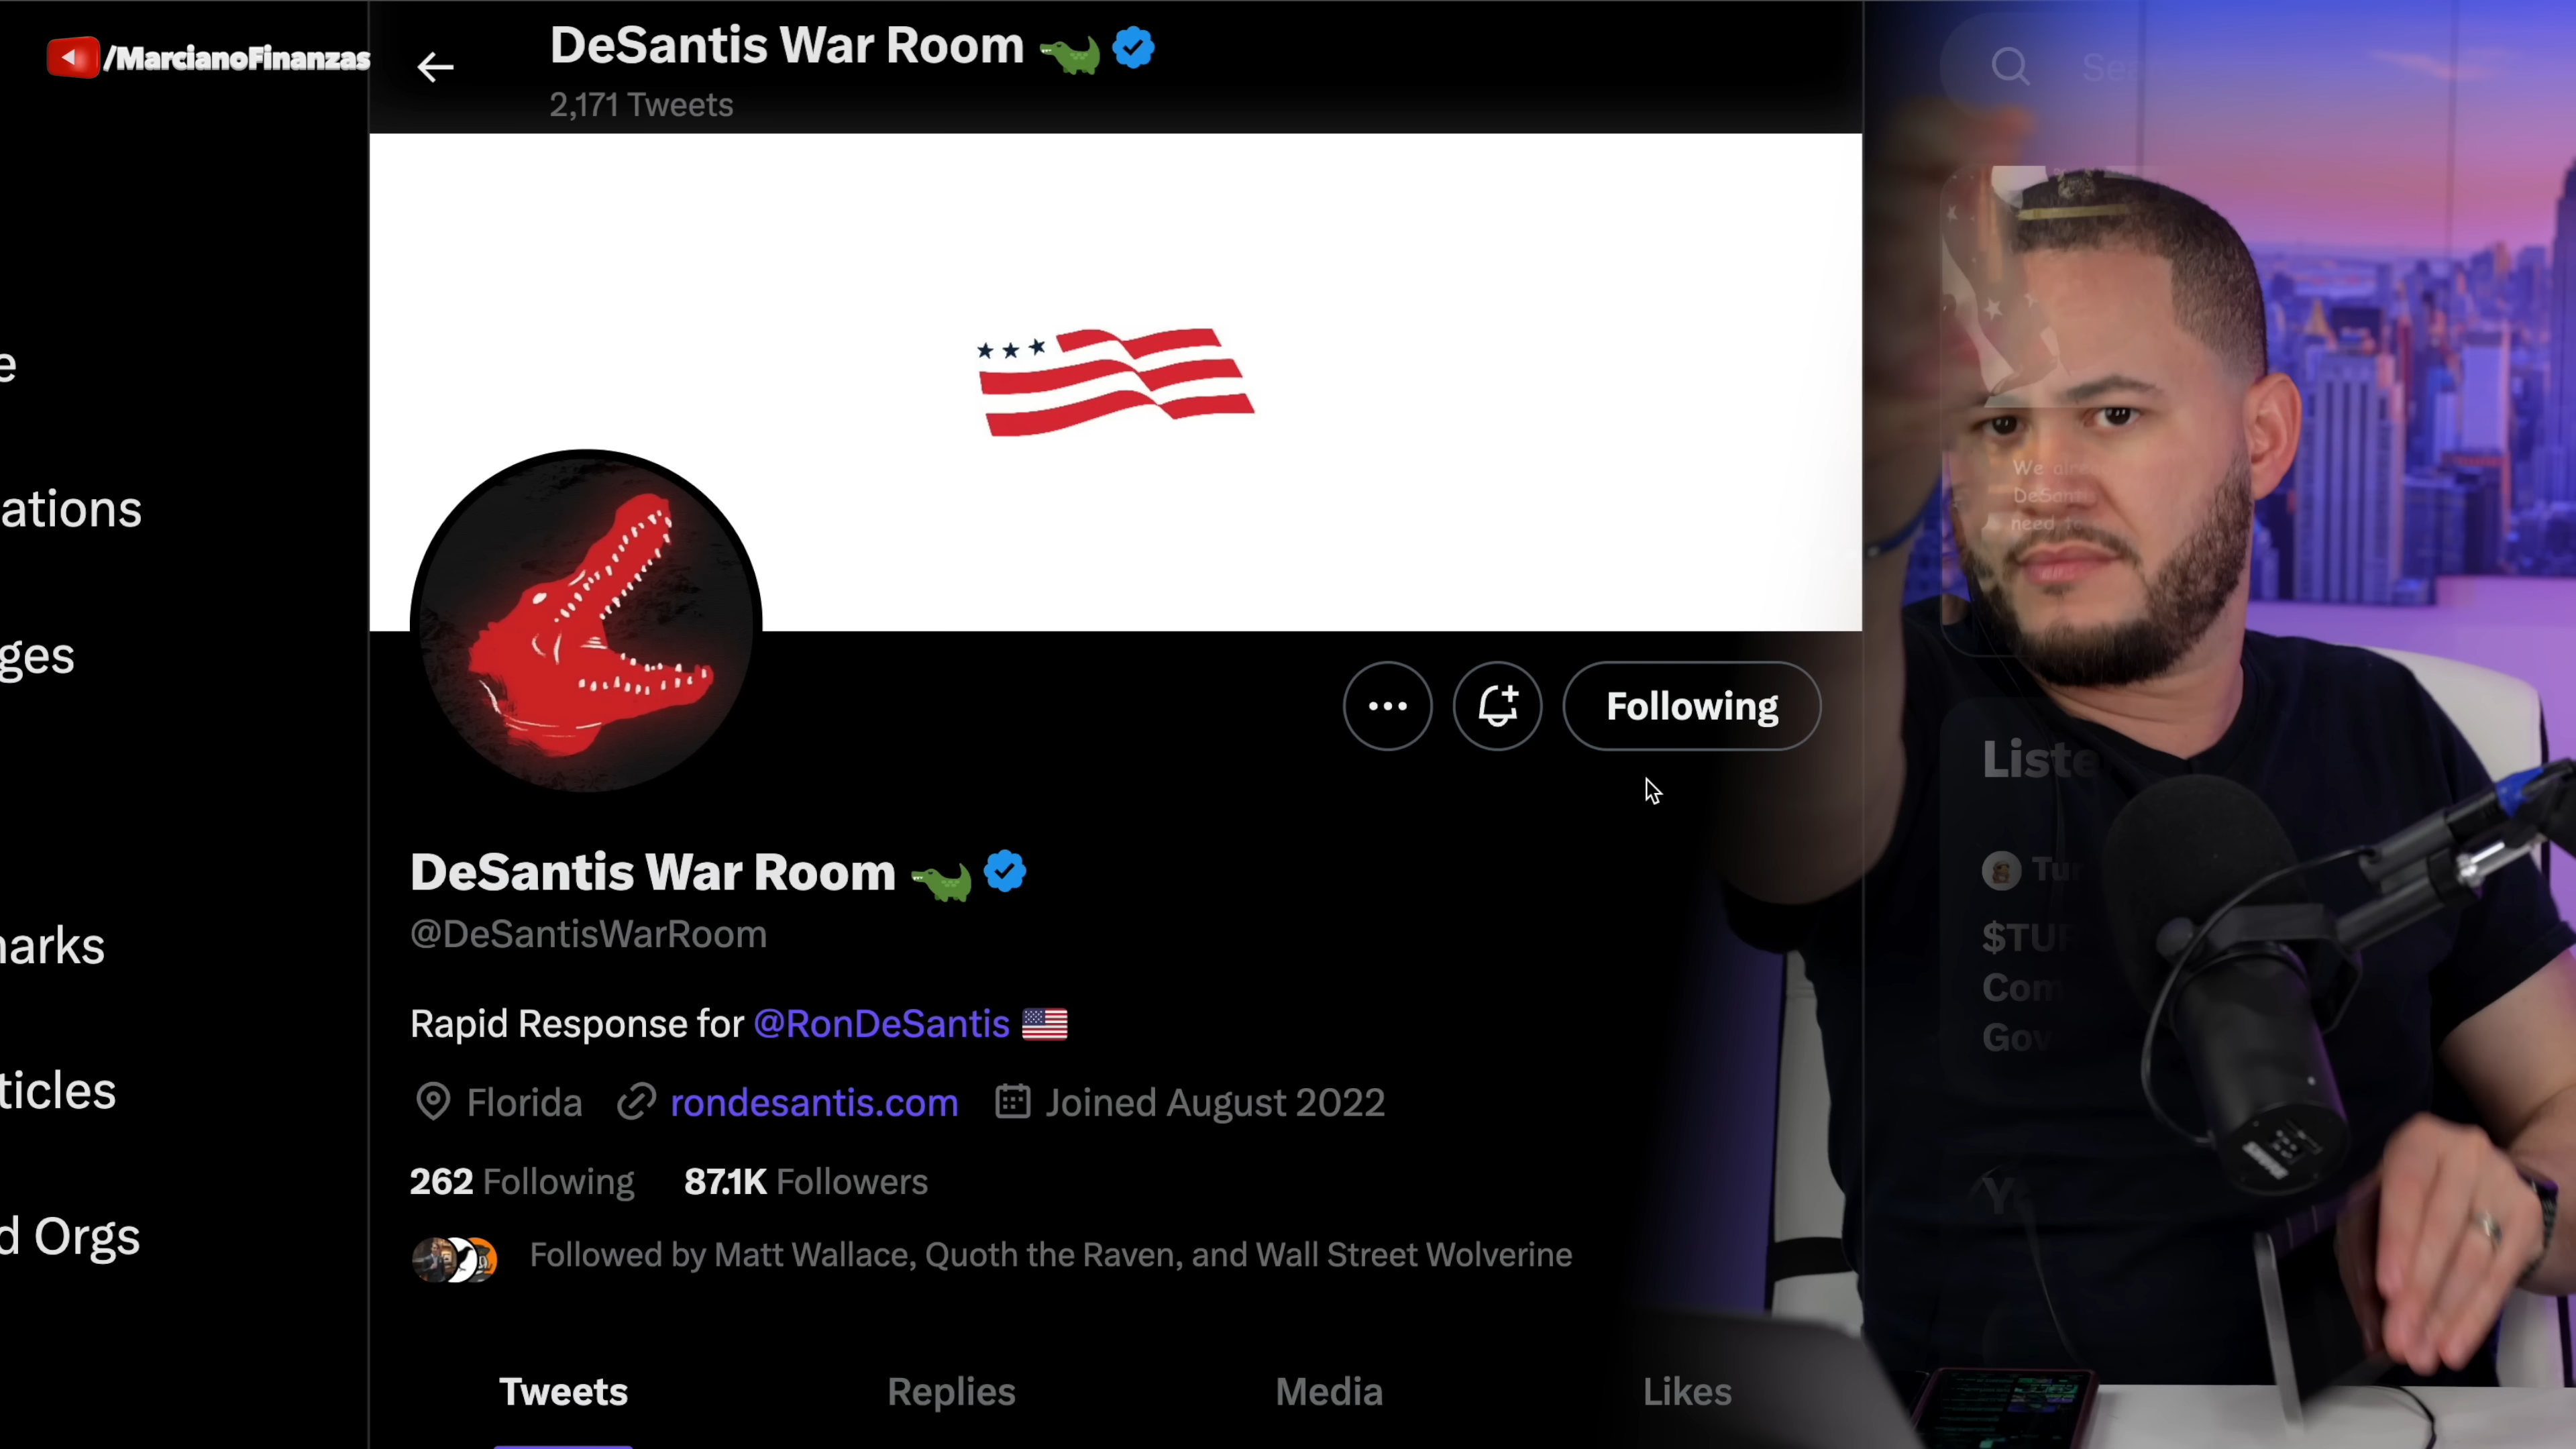 /MarcianoFinanzas
DeSantis War Room
2,171 Tweets
Following
DeSantis War Room
@DeSantisWarRoom
Rapid Response for @RonDeSantis
Florida rondesantis.com Joined August 2022
262 Following 87.1K Followers
Followed by Matt Wallace, Quoth the Raven, and Wall Street Wolverine
Tweets Replies Media Likes
e
ations
ges
arks
ticles
d Orgs
We
need